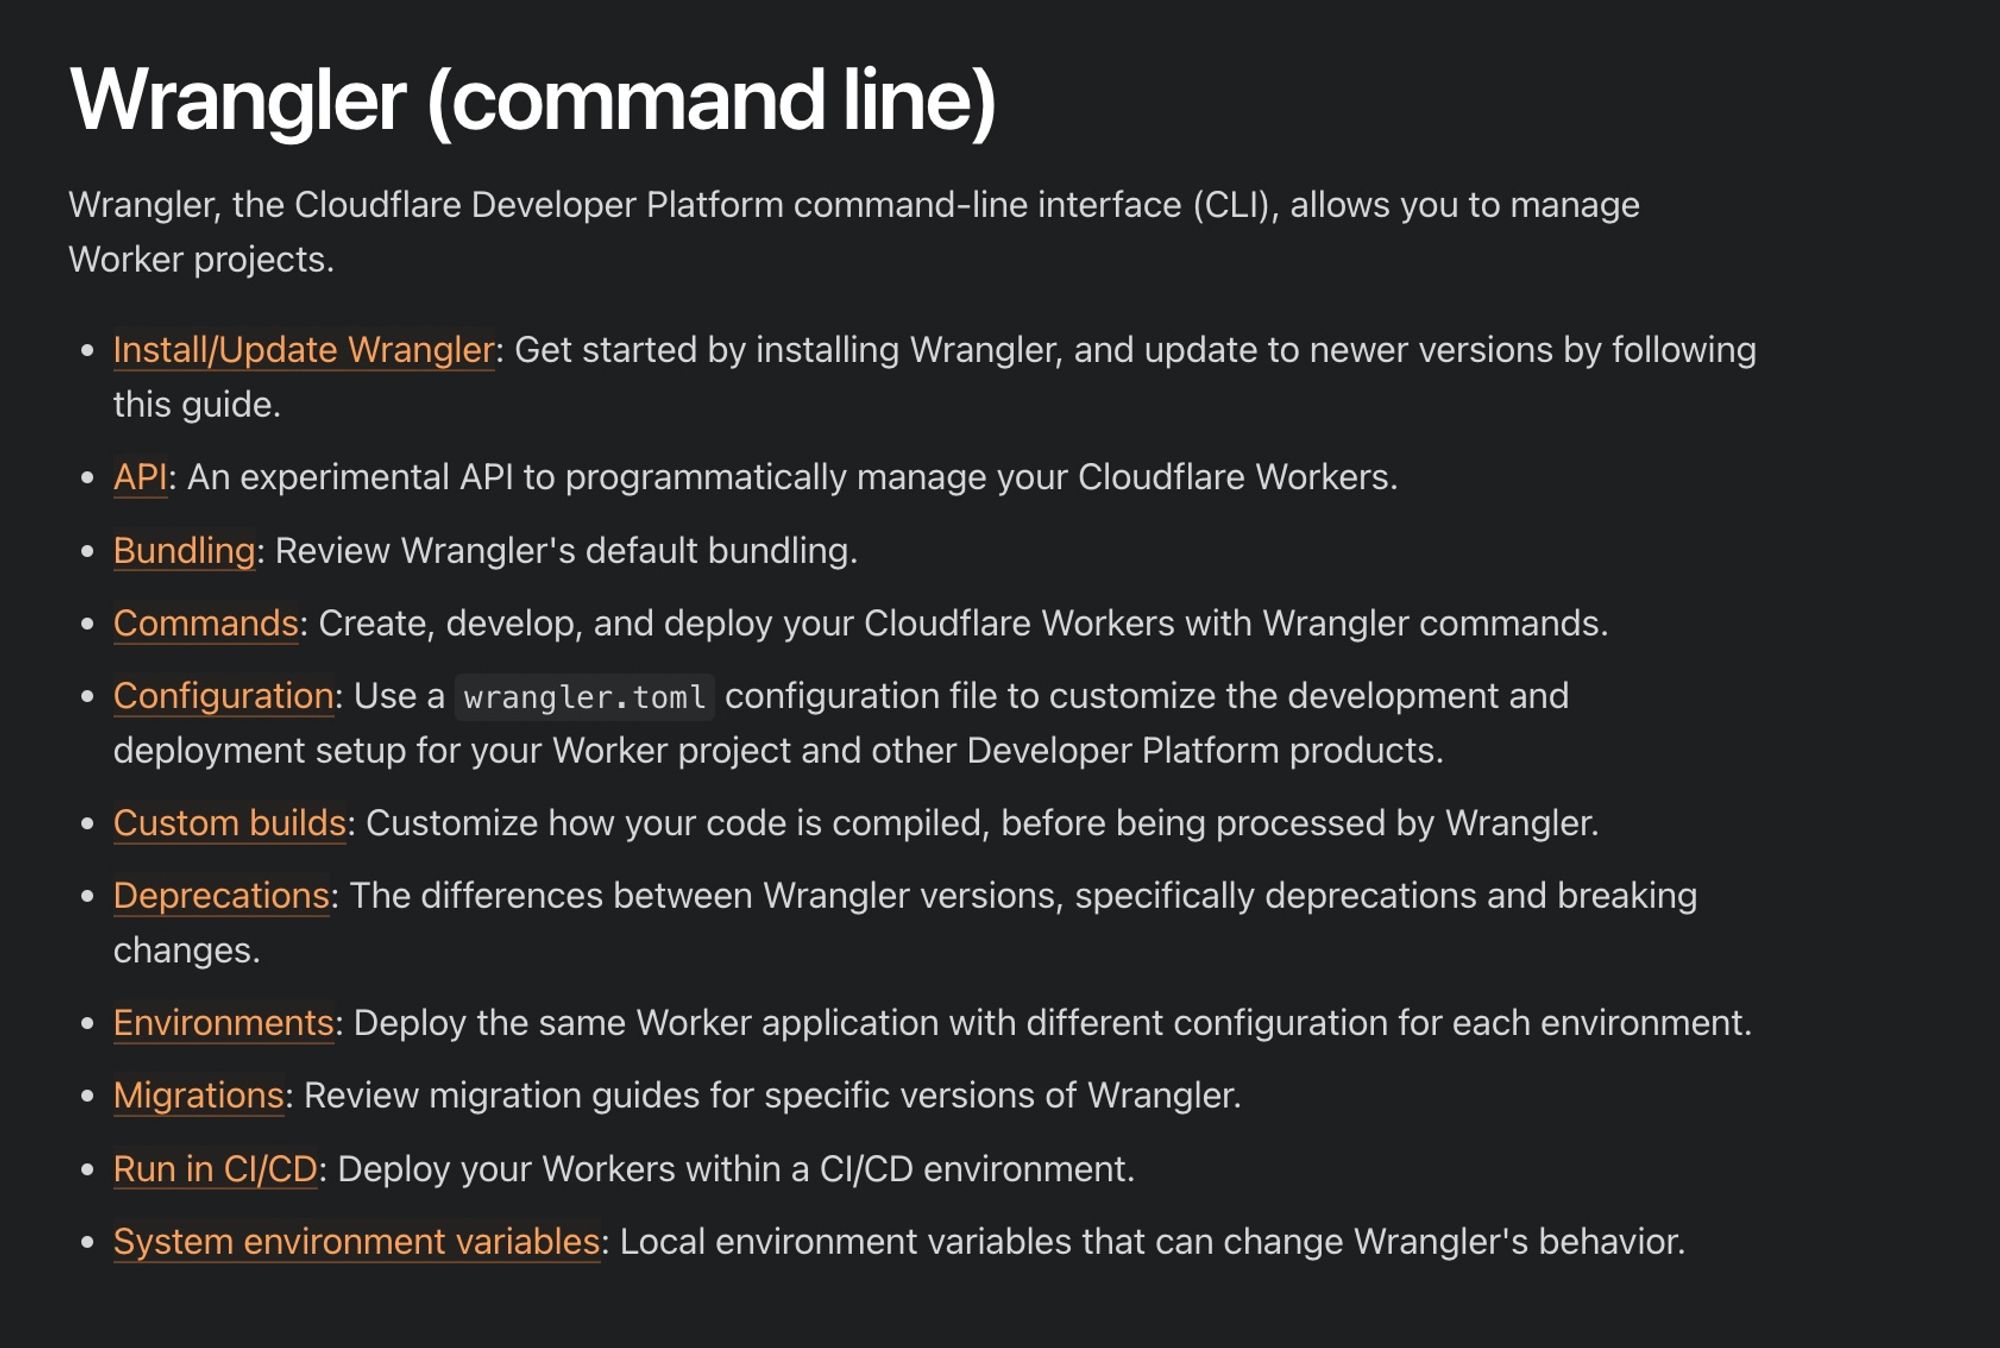 Wrangler (command line)
Wrangler, the Cloudflare Developer Platform command-line interface (CLI), allows you to manage
Worker projects.
• Install/Update Wrangler: Get started by installing Wrangler, and update to newer versions by following
this guide.
• API: An experimental API to programmatically manage your Cloudflare Workers.
• Bundling: Review Wrangler's default bundling.
• Commands: Create, develop, and deploy your Cloudflare Workers with Wrangler commands.
• Configuration: Use a wrangler.toml configuration file to customize the development and
deployment setup for your Worker project and other Developer Platform products.
• Custom builds: Customize how your code is compiled, before being processed by Wrangler.
• Deprecations: The differences between Wrangler versions, specifically deprecations and breaking
changes.
• Environments: Deploy the same Worker application with different configuration for each environment.
• Migrations: Review migration guides for specific versions of Wrangler.
• Run in CI/CD: Deploy your Workers within a CI/CD environment.
• System environment variables: Local environment variables that can change Wrangler's behavior.